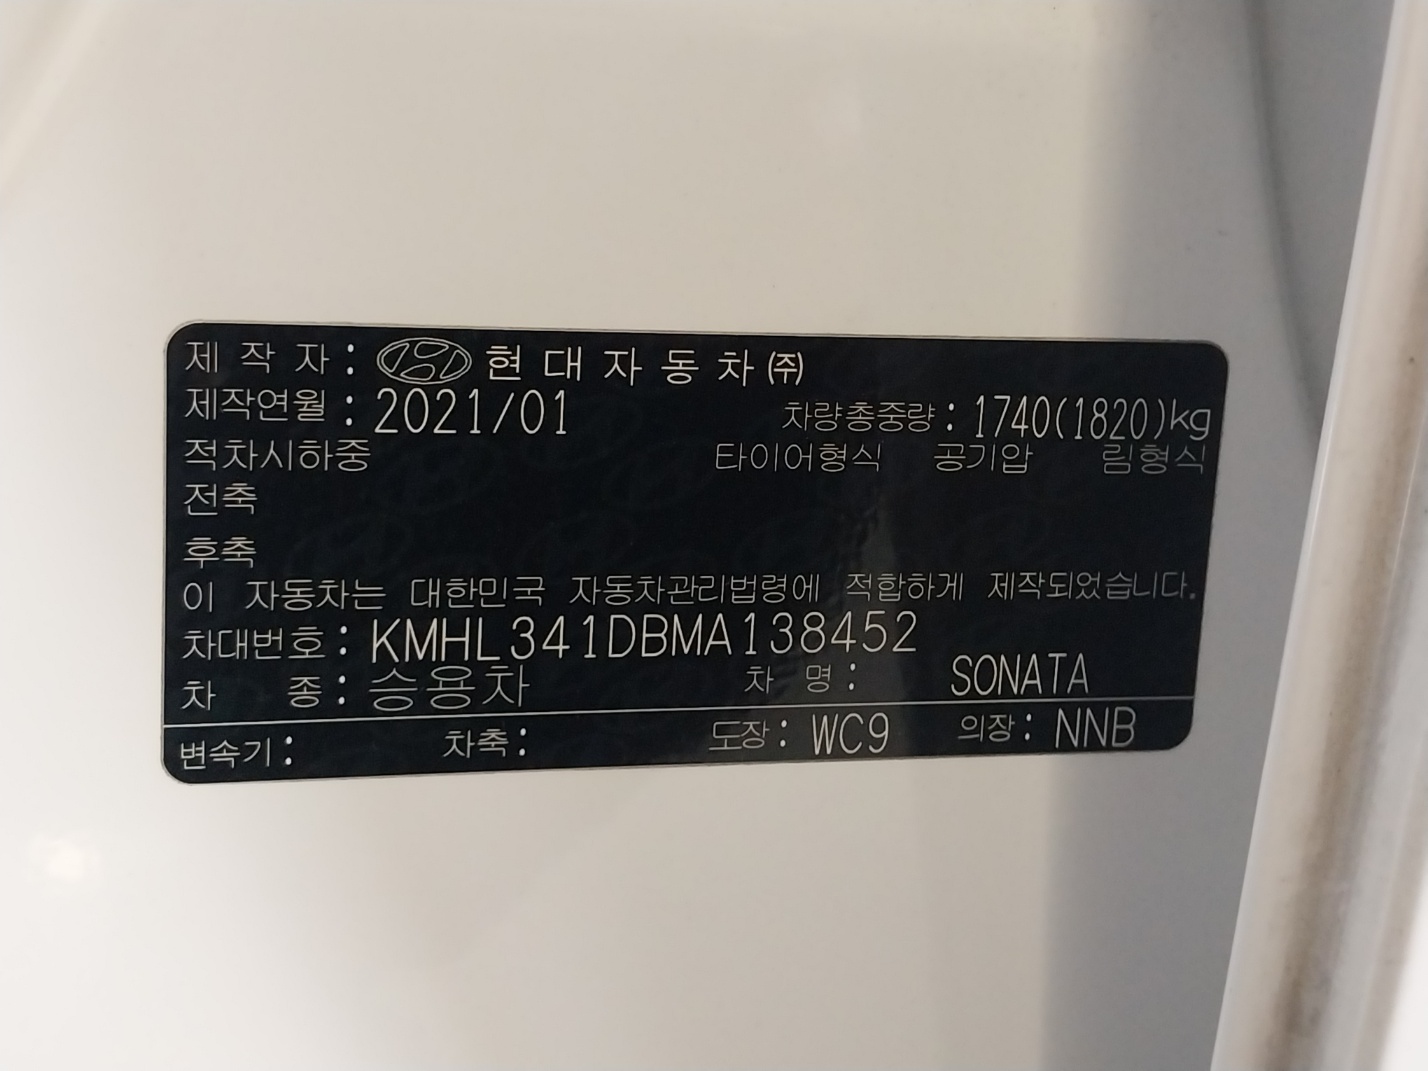 제 작 자 : 현 대 자 동 차 ㈜
제작연월 : 2021/01 차량총중량 : 1740(1820)kg
적차시하중 타이어형식 공기압 림형식
전축
후축
이 자동차는 대한민국 자동차관리법령에 적합하게 제작되었습니다.
차대번호 : KMHL341DBMA138452
차 종 : 승용차 차 명 : SONATA
변속기 : 차축 : 도장 : WC9 의장 : NNB